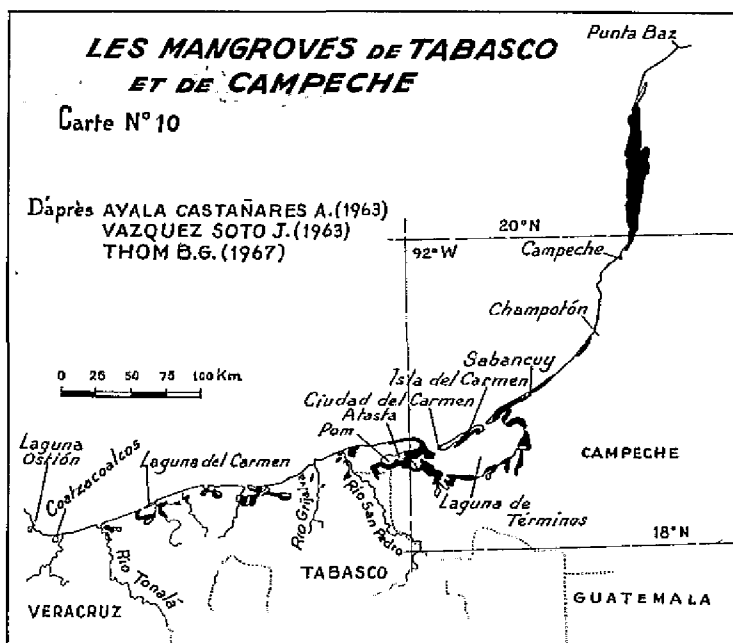 LES MANGROVES DE TABASCO
ET DE CAMPECHE
Carte N° 10
D'après AYALA CASTAÑARES A. (1963)
VAZQUEZ SOTO J. (1963)
THOM B.G. (1967)
Punta Baz
20° N
92° W
Campeche
Champotón
Sabancuy
Isla del Carmen
Ciudad del Carmen
Atasta
Pom
0 25 50 75 100 Km.
Laguna
Ostión
Coatzacoalcos
Laguna del Carmen
Río Grijalva
Río San Pedro
Laguna de
Términos
CAMPECHE
18° N
Río Tonalá
TABASCO
VERACRUZ
GUATEMALA